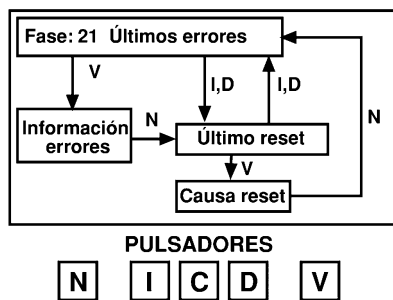 Fase: 21 Últimos errores
V
I,D
I,D
N
Información
errores
N
Último reset
V
Causa reset
PULSADORES
N I C D V